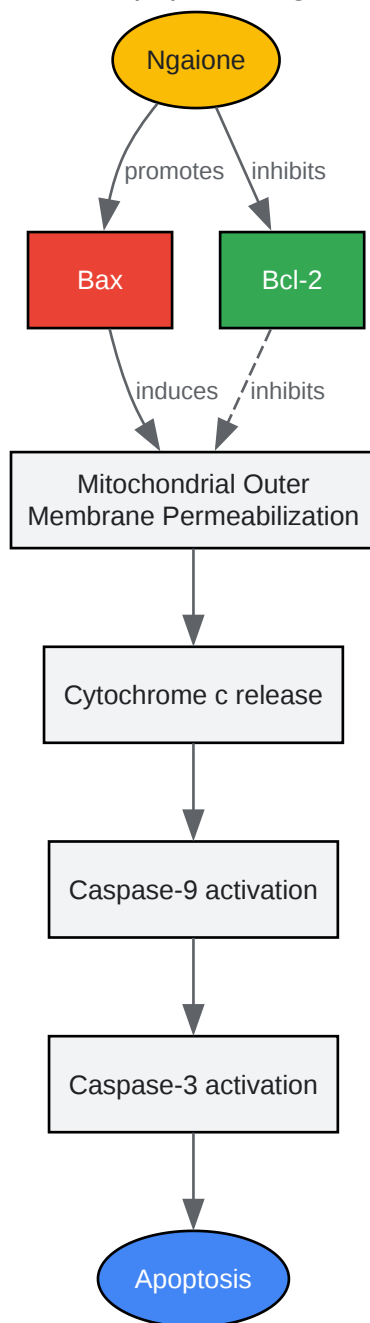 Ngaione
promotes
inhibits
Bax
Bcl-2
induces
inhibits
Mitochondrial Outer
Membrane Permeabilization
Cytochrome c release
Caspase-9 activation
Caspase-3 activation
Apoptosis